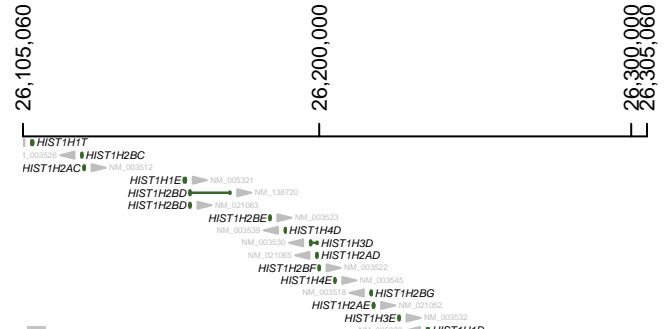 26,105,060
26,200,000
26,300,000
26,305,060
HIST1H1T
HIST1H2BC
HIST1H2AC NM_003512
HIST1H1E NM_005321
HIST1H2BD NM_138720
HIST1H2BD NM_021063
HIST1H2BE NM_003523
NM_003539 HIST1H4D
NM_003530 HIST1H3D
NM_021065 HIST1H2AD
HIST1H2BF NM_003522
HIST1H4E NM_003545
NM_003518 HIST1H2BG
HIST1H2AE NM_021052
HIST1H3E NM_003532